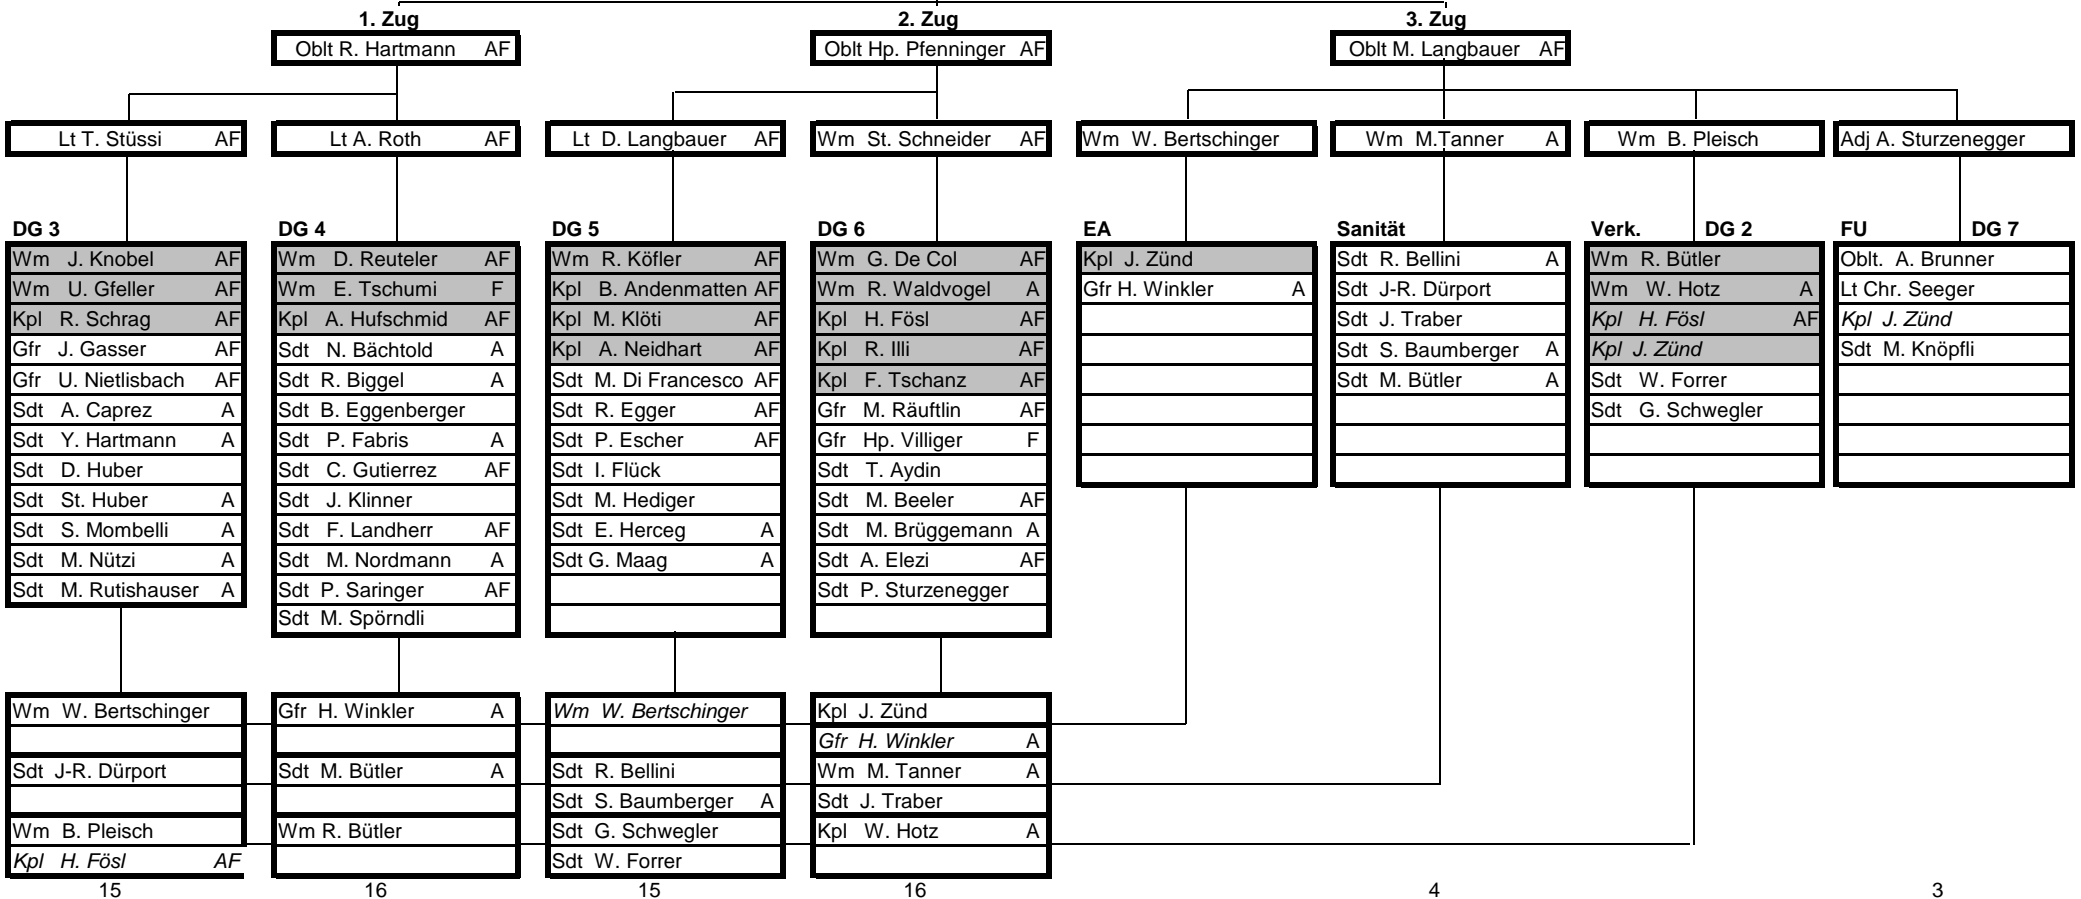 1. Zug
2. Zug
3. Zug
Oblt R. Hartmann AF
Oblt Hp. Pfenninger AF
Oblt M. Langbauer AF
Lt T. Stüssi AF
Lt A. Roth AF
Lt D. Langbauer AF
Wm St. Schneider AF
Wm W. Bertschinger
Wm M.Tanner A
Wm B. Pleisch
Adj A. Sturzenegger
DG 3
Wm J. Knobel AF
Wm U. Gfeller AF
Kpl R. Schrag AF
Gfr J. Gasser AF
Gfr U. Nietlisbach AF
Sdt A. Caprez A
Sdt Y. Hartmann A
Sdt D. Huber
Sdt St. Huber A
Sdt S. Mombelli A
Sdt M. Nützi A
Sdt M. Rutishauser A
DG 4
Wm D. Reuteler AF
Wm E. Tschumi F
Kpl A. Hufschmid AF
Sdt N. Bächtold A
Sdt R. Biggel A
Sdt B. Eggenberger
Sdt P. Fabris A
Sdt C. Gutierrez AF
Sdt J. Klinner
Sdt F. Landherr AF
Sdt M. Nordmann A
Sdt P. Saringer AF
Sdt M. Spörndli
DG 5
Wm R. Köfler AF
Kpl B. Andenmatten AF
Kpl M. Klöti AF
Kpl A. Neidhart AF
Sdt M. Di Francesco AF
Sdt R. Egger AF
Sdt P. Escher AF
Sdt I. Flück
Sdt M. Hediger
Sdt E. Herceg A
Sdt G. Maag A
DG 6
Wm G. De Col AF
Wm R. Waldvogel A
Kpl H. Fösl AF
Kpl R. Illi AF
Kpl F. Tschanz AF
Gfr M. Räuftlin AF
Gfr Hp. Villiger F
Sdt T. Aydin
Sdt M. Beeler AF
Sdt M. Brüggemann A
Sdt A. Elezi AF
Sdt P. Sturzenegger
EA
Kpl J. Zünd
Gfr H. Winkler A
Sanität
Sdt R. Bellini A
Sdt J-R. Dürport
Sdt J. Traber
Sdt S. Baumberger A
Sdt M. Bütler A
Verk. DG 2
Wm R. Bütler
Wm W. Hotz A
Kpl H. Fösl AF
Kpl J. Zünd
Sdt W. Forrer
Sdt G. Schwegler
FU DG 7
Oblt. A. Brunner
Lt Chr. Seeger
Kpl J. Zünd
Sdt M. Knöpfli
Wm W. Bertschinger
Sdt J-R. Dürport
Wm B. Pleisch
Kpl H. Fösl AF
Gfr H. Winkler A
Sdt M. Bütler A
Wm R. Bütler
Wm W. Bertschinger
Sdt R. Bellini
Sdt S. Baumberger A
Sdt G. Schwegler
Sdt W. Forrer
Kpl J. Zünd
Gfr H. Winkler A
Wm M. Tanner A
Sdt J. Traber
Kpl W. Hotz A
15
16
15
16
4
3